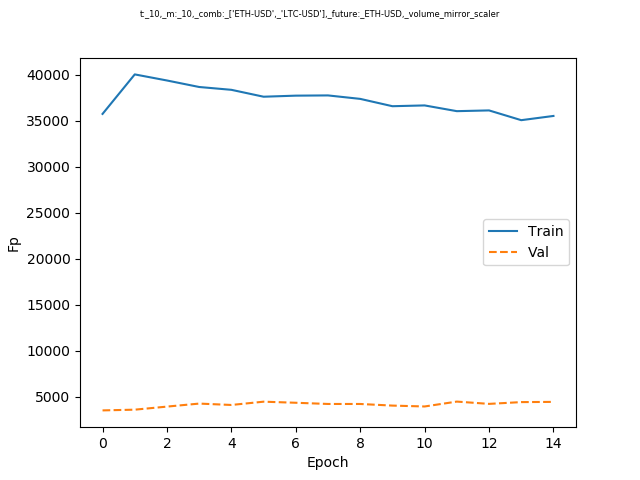 t:_10,_m:_10,_comb:_['ETH-USD',_'LTC-USD'],_future:_ETH-USD,_volume_mirror_scaler
40000
35000
30000
25000
20000
15000
10000
5000
Fp
Train
Val
0 2 4 6 8 10 12 14
Epoch